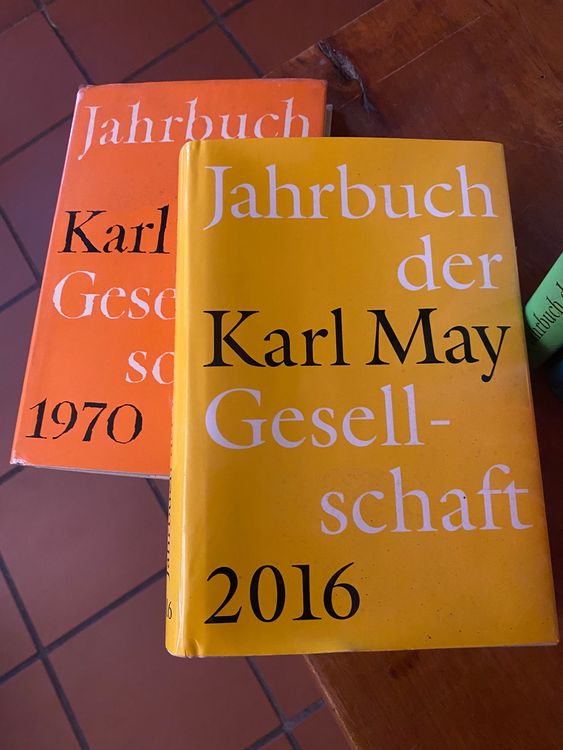 Jahrbuch
Karl
Gese
sc
1970
Jahrbuch
der
Karl May
Gesell-
schaft
2016